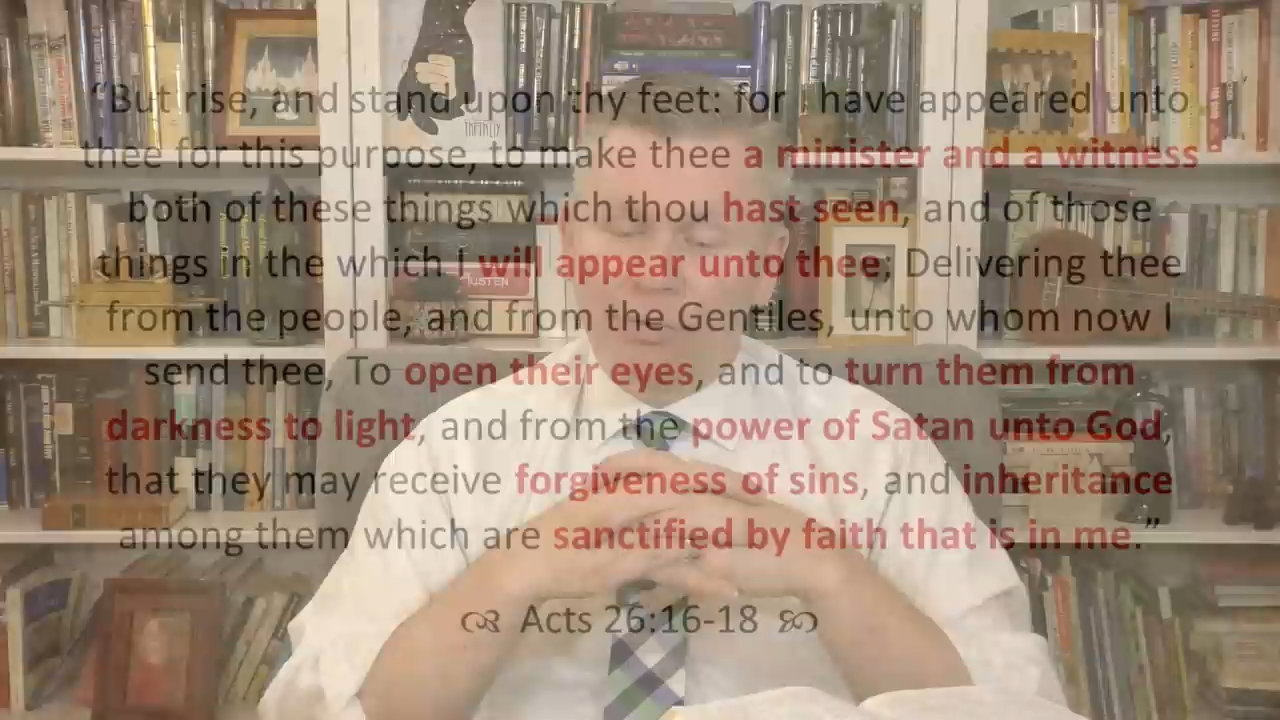 “But rise, and stand upon thy feet: for I have appeared unto
thee for this purpose, to make thee a minister and a witness
both of these things which thou hast seen, and of those
things in the which I will appear unto thee; Delivering thee
from the people, and from the Gentiles, unto whom now I
send thee, To open their eyes, and to turn them from
darkness to light, and from the power of Satan unto God,
that they may receive forgiveness of sins, and inheritance
among them which are sanctified by faith that is in me.”
Acts 26:16-18